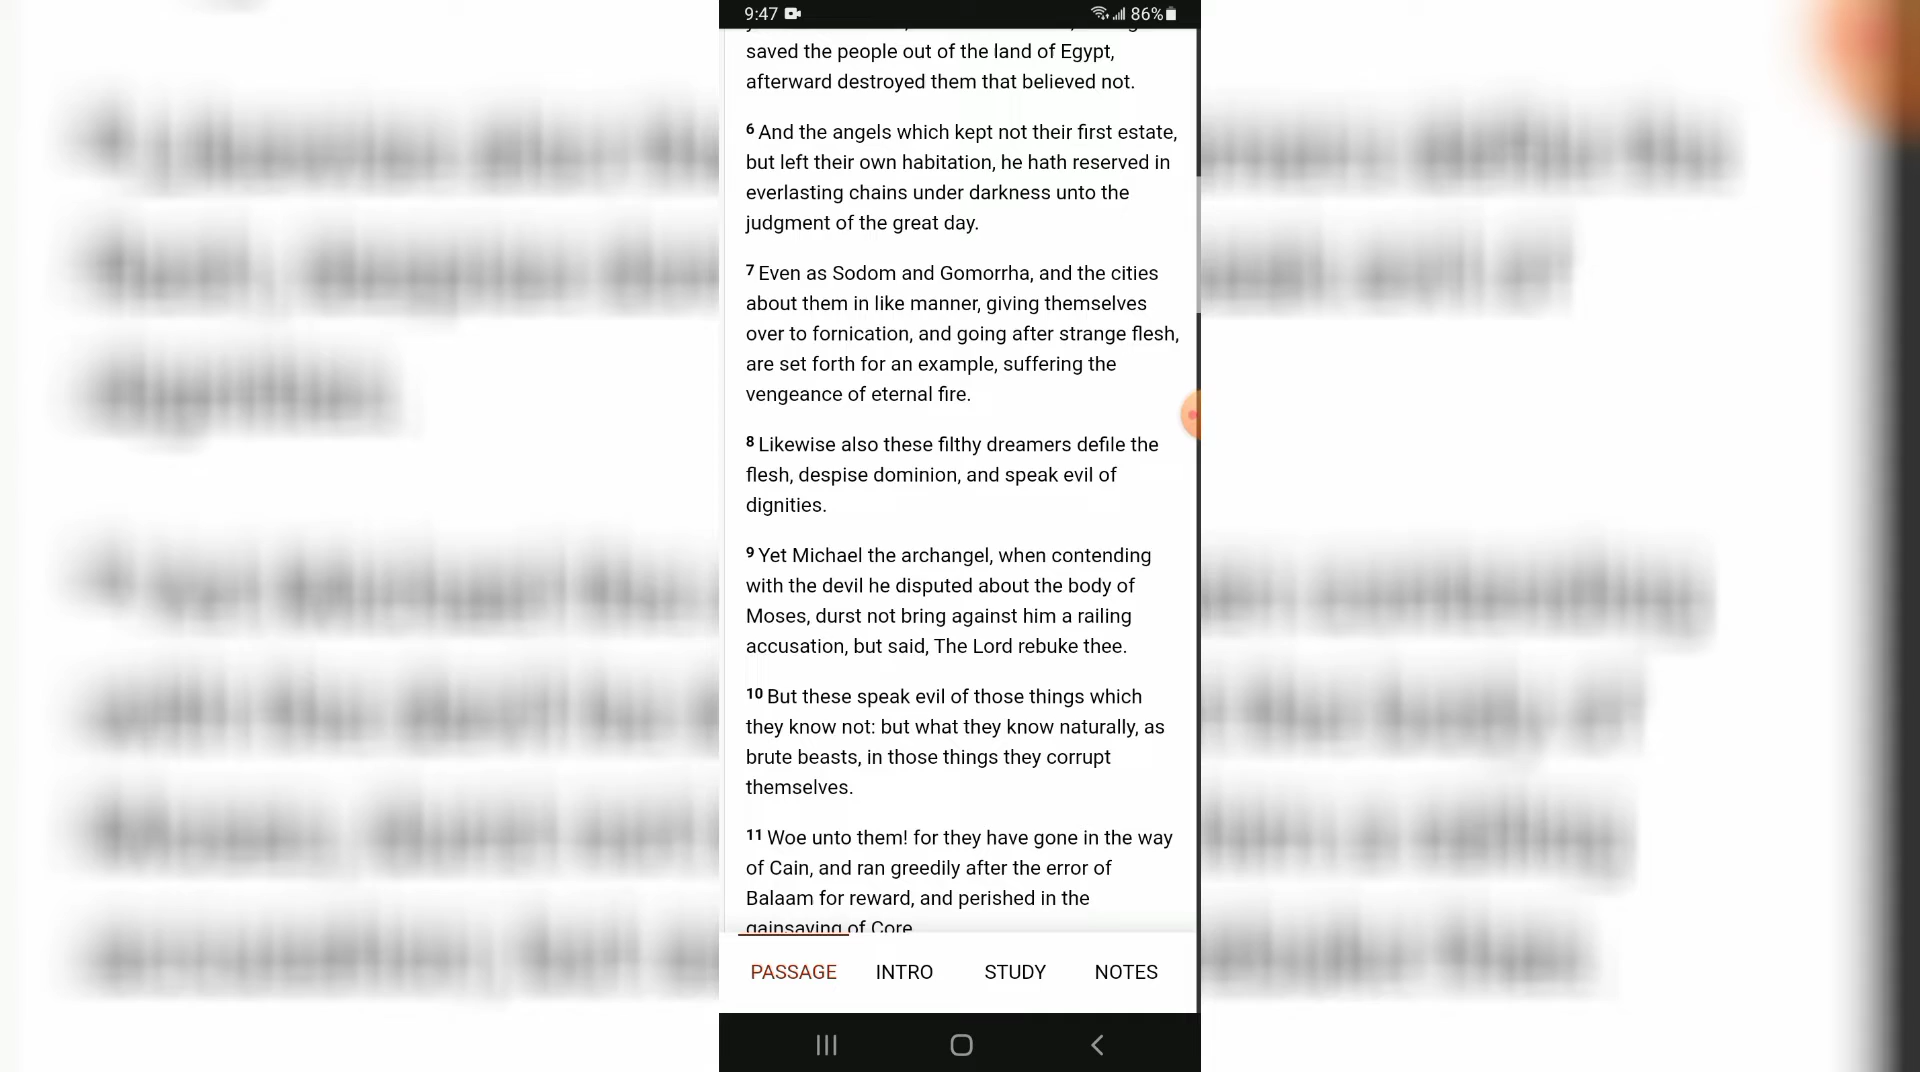 9:47 86%
saved the people out of the land of Egypt,
afterward destroyed them that believed not.
6 And the angels which kept not their first estate,
but left their own habitation, he hath reserved in
everlasting chains under darkness unto the
judgment of the great day.
7 Even as Sodom and Gomorrha, and the cities
about them in like manner, giving themselves
over to fornication, and going after strange flesh,
are set forth for an example, suffering the
vengeance of eternal fire.
8 Likewise also these filthy dreamers defile the
flesh, despise dominion, and speak evil of
dignities.
9 Yet Michael the archangel, when contending
with the devil he disputed about the body of
Moses, durst not bring against him a railing
accusation, but said, The Lord rebuke thee.
10 But these speak evil of those things which
they know not: but what they know naturally, as
brute beasts, in those things they corrupt
themselves.
11 Woe unto them! for they have gone in the way
of Cain, and ran greedily after the error of
Balaam for reward, and perished in the
gainsaying of Core
PASSAGE INTRO STUDY NOTES